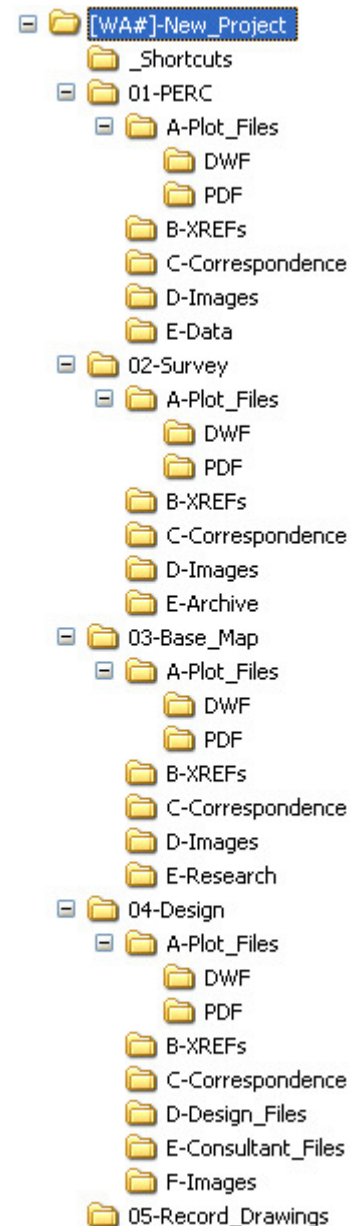 [WA#]-New_Project
_Shortcuts
01-PERC
A-Plot_Files
DWF
PDF
B-XREFs
C-Correspondence
D-Images
E-Data
02-Survey
A-Plot_Files
DWF
PDF
B-XREFs
C-Correspondence
D-Images
E-Archive
03-Base_Map
A-Plot_Files
DWF
PDF
B-XREFs
C-Correspondence
D-Images
E-Research
04-Design
A-Plot_Files
DWF
PDF
B-XREFs
C-Correspondence
D-Design_Files
E-Consultant_Files
F-Images
05-Record_Drawings